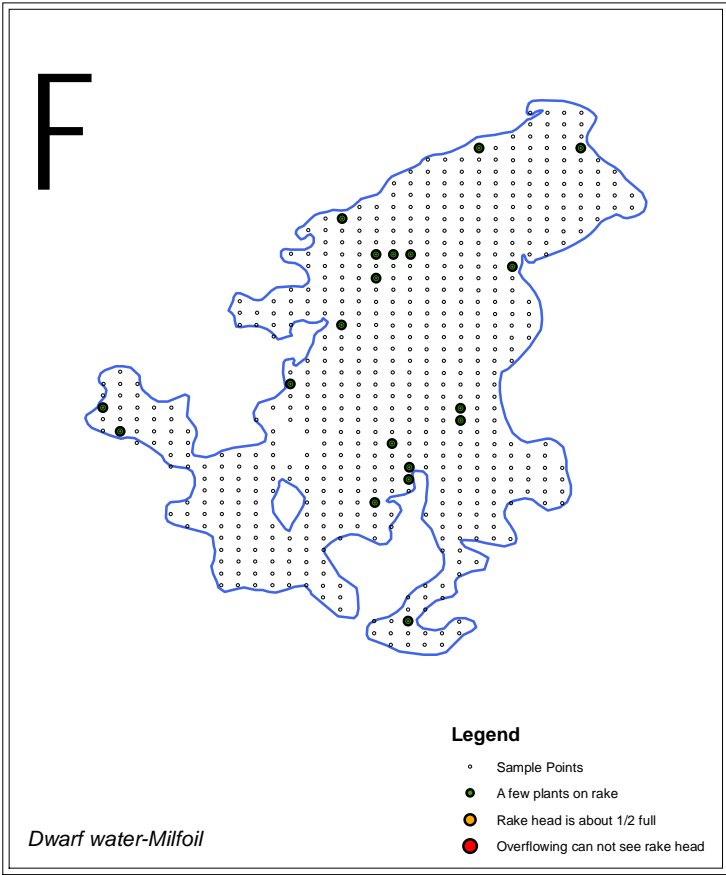 F
Legend
Sample Points
A few plants on rake
Rake head is about 1/2 full
Overflowing can not see rake head
Dwarf water-Milfoil